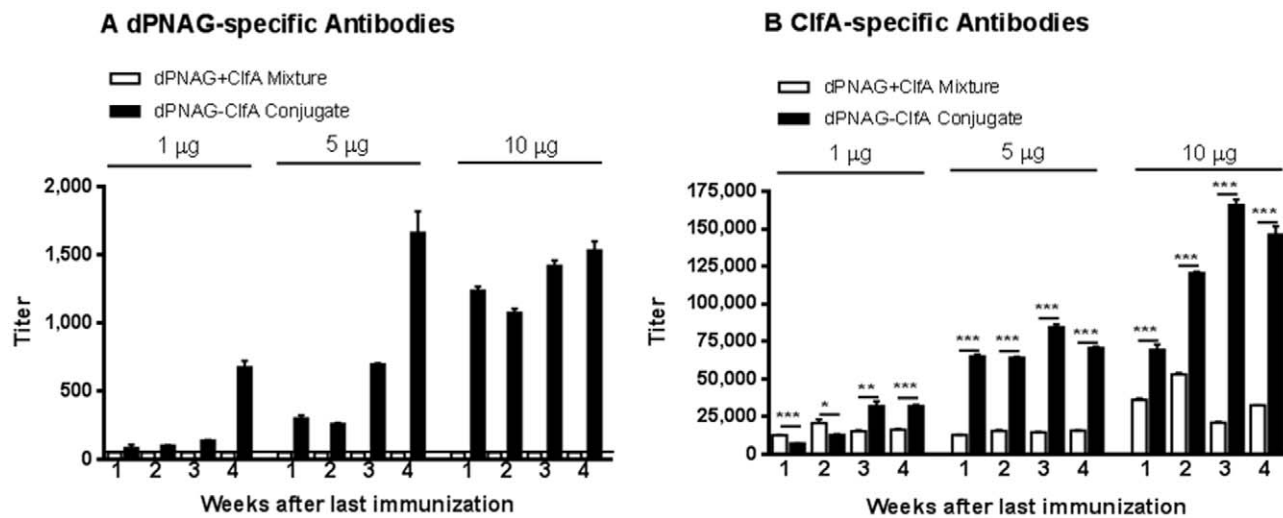 A dPNAG-specific Antibodies
dPNAG+ClfA Mixture
dPNAG-ClfA Conjugate
1 µg 5 µg 10 µg
2,000
1,500
1,000
500
0
Titer
1 2 3 4 1 2 3 4 1 2 3 4
Weeks after last immunization
B ClfA-specific Antibodies
dPNAG+ClfA Mixture
dPNAG-ClfA Conjugate
1 µg 5 µg 10 µg
175,000
150,000
125,000
100,000
75,000
50,000
25,000
0
Titer
*** * ** *** *** *** *** *** *** *** *** ***
1 2 3 4 1 2 3 4 1 2 3 4
Weeks after last immunization